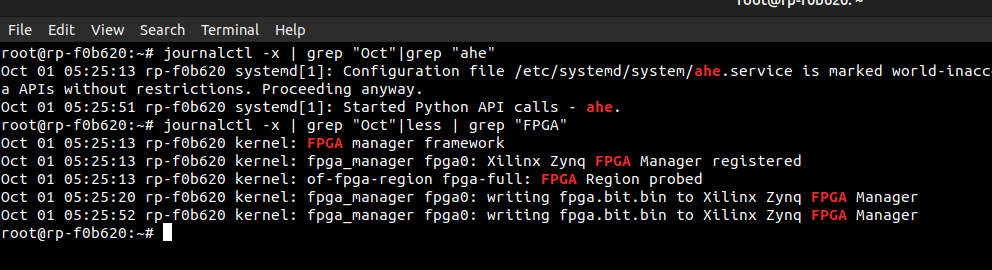 root@rp-f0b620: ~
File Edit View Search Terminal Help
root@rp-f0b620:~# journalctl -x | grep "Oct"|grep "ahe"
Oct 01 05:25:13 rp-f0b620 systemd[1]: Configuration file /etc/systemd/system/ahe.service is marked world-inacc
a APIs without restrictions. Proceeding anyway.
Oct 01 05:25:51 rp-f0b620 systemd[1]: Started Python API calls - ahe.
root@rp-f0b620:~# journalctl -x | grep "Oct"|less | grep "FPGA"
Oct 01 05:25:13 rp-f0b620 kernel: FPGA manager framework
Oct 01 05:25:13 rp-f0b620 kernel: fpga_manager fpga0: Xilinx Zynq FPGA Manager registered
Oct 01 05:25:13 rp-f0b620 kernel: of-fpga-region fpga-full: FPGA Region probed
Oct 01 05:25:20 rp-f0b620 kernel: fpga_manager fpga0: writing fpga.bit.bin to Xilinx Zynq FPGA Manager
Oct 01 05:25:52 rp-f0b620 kernel: fpga_manager fpga0: writing fpga.bit.bin to Xilinx Zynq FPGA Manager
root@rp-f0b620:~#